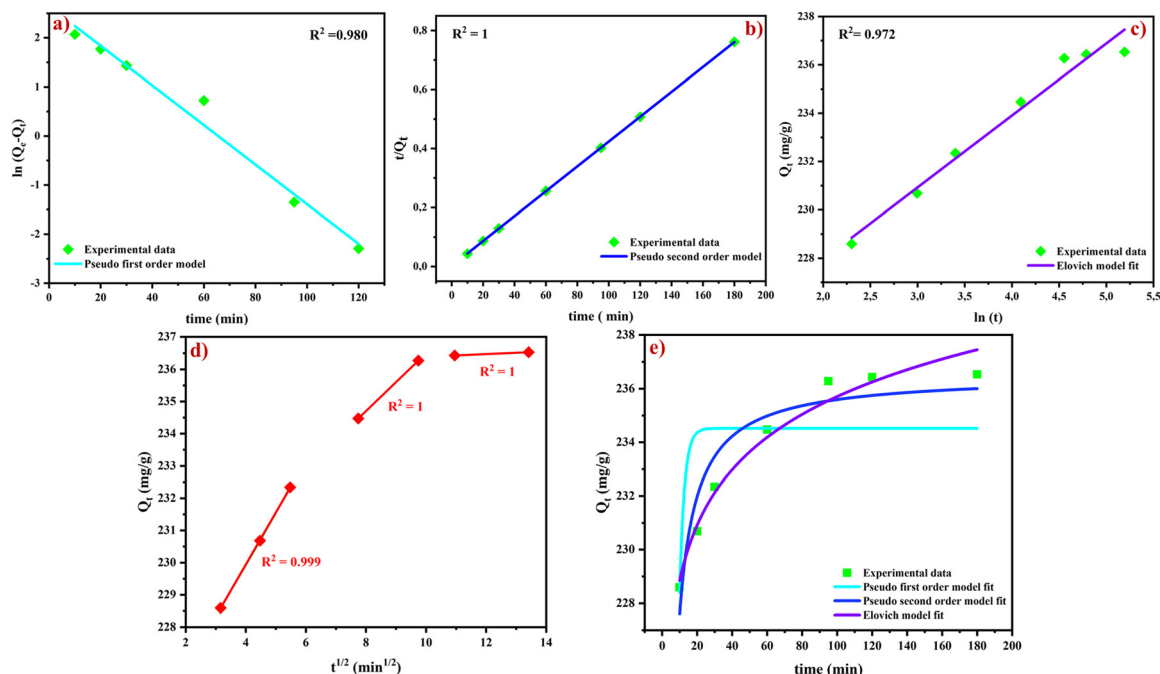 a)
R² =0.980
ln (Qe-Qt)
2
1
0
-1
-2
-3
Experimental data
Pseudo first order model
0 20 40 60 80 100 120
time (min)
b)
R² = 1
t/Qt
0,8
0,6
0,4
0,2
0,0
Experimental data
Pseudo second order model
0 20 40 60 80 100 120 140 160 180 200
time ( min)
c)
R²= 0.972
Qt (mg/g)
238
236
234
232
230
228
Experimental data
Elovich model fit
2,0 2,5 3,0 3,5 4,0 4,5 5,0 5,5
ln (t)
d)
Qt (mg/g)
237
236
235
234
233
232
231
230
229
228
R² = 1
R² = 1
R² = 0.999
2 4 6 8 10 12 14
t1/2 (min1/2)
e)
Qt (mg/g)
238
236
234
232
230
228
Experimental data
Pseudo first order model fit
Pseudo second order model fit
Elovich model fit
0 20 40 60 80 100 120 140 160 180 200
time (min)